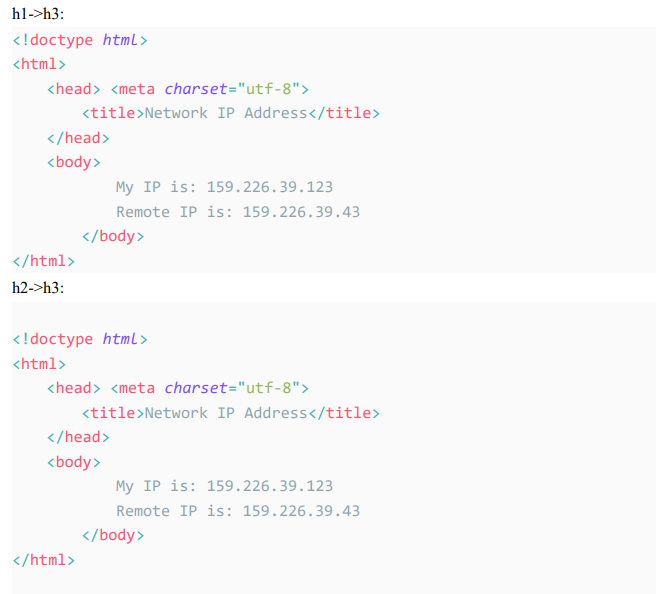 h1->h3:
<!doctype html>
<html>
<head> <meta charset="utf-8">
<title>Network IP Address</title>
</head>
<body>
My IP is: 159.226.39.123
Remote IP is: 159.226.39.43
</body>
</html>
h2->h3:
<!doctype html>
<html>
<head> <meta charset="utf-8">
<title>Network IP Address</title>
</head>
<body>
My IP is: 159.226.39.123
Remote IP is: 159.226.39.43
</body>
</html>